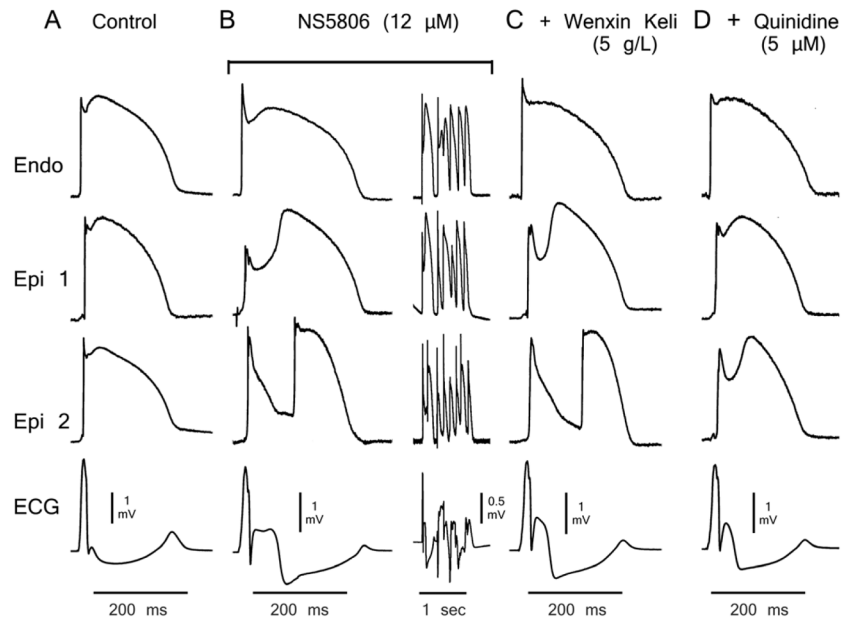 A Control B NS5806 (12 µM) C + Wenxin Keli D + Quinidine
(5 g/L) (5 µM)
Endo
Epi 1
Epi 2
ECG 1 1 0.5 1 1
mV mV mV mV mV
200 ms 200 ms 1 sec 200 ms 200 ms